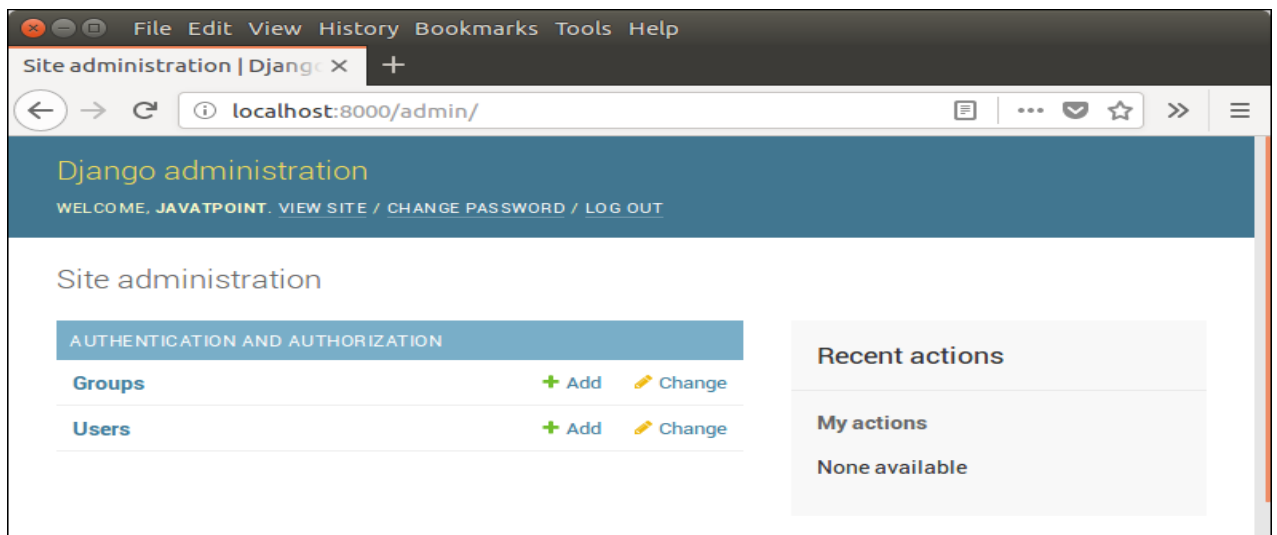 File Edit View History Bookmarks Tools Help
Site administration | Djang
localhost:8000/admin/
Django administration
WELCOME, JAVATPOINT. VIEW SITE / CHANGE PASSWORD / LOG OUT
Site administration
AUTHENTICATION AND AUTHORIZATION
Groups Add Change
Users Add Change
Recent actions
My actions
None available